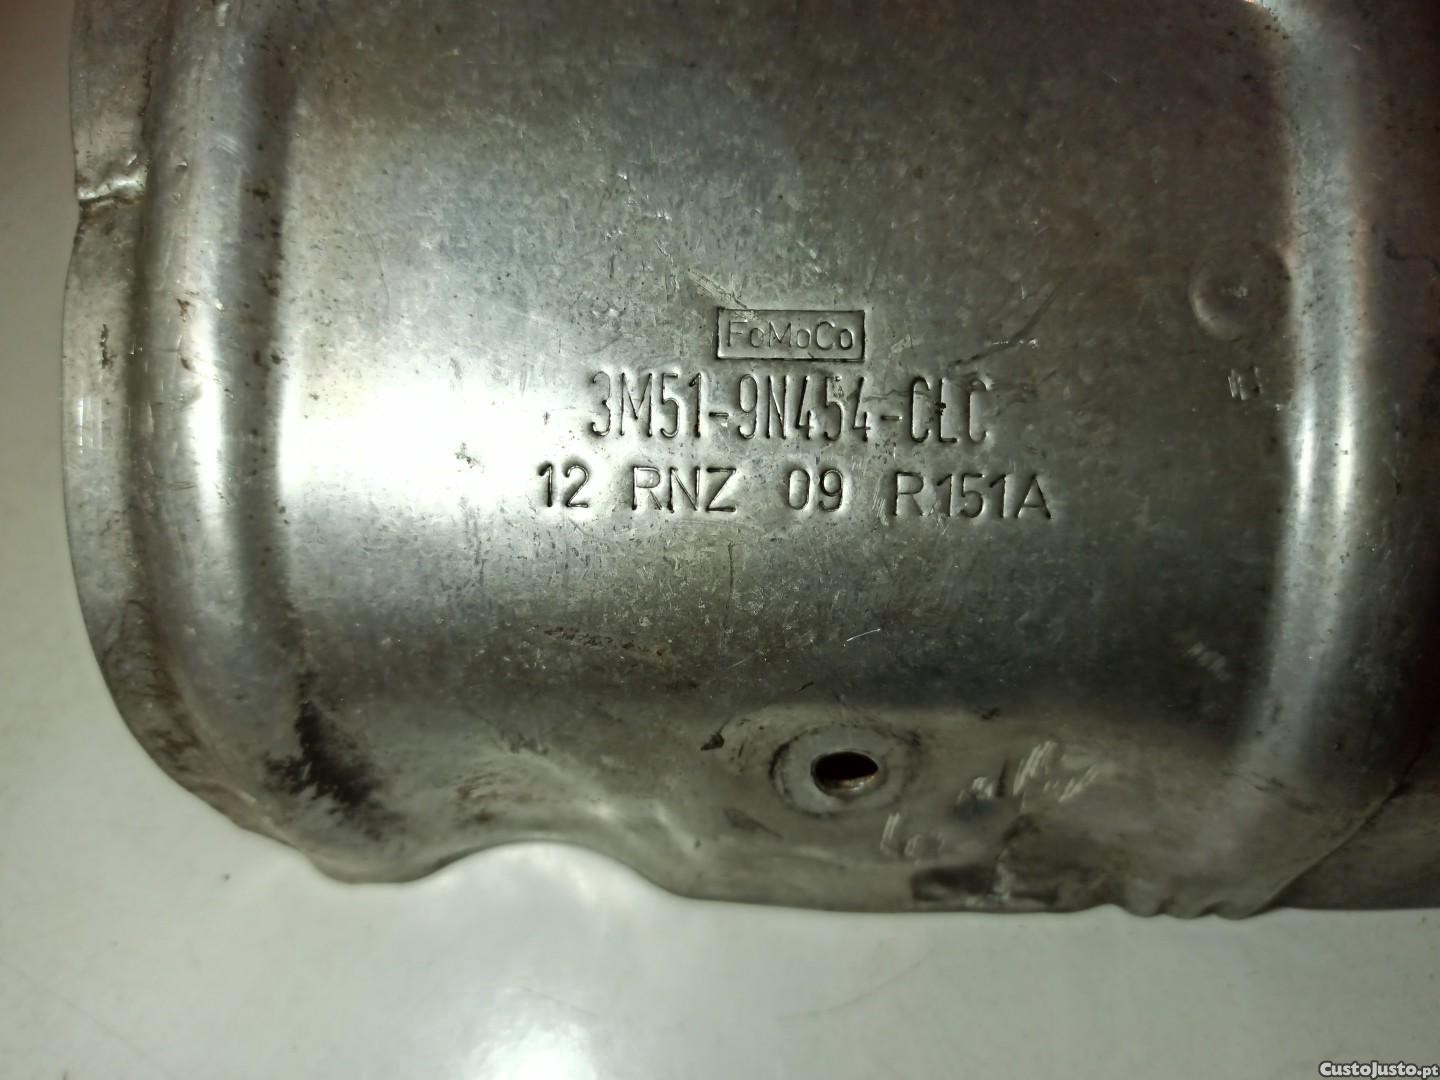 FoMoCo
3M51-9N454-CLC
12 RNZ 09 R151A
CustoJusto.pt